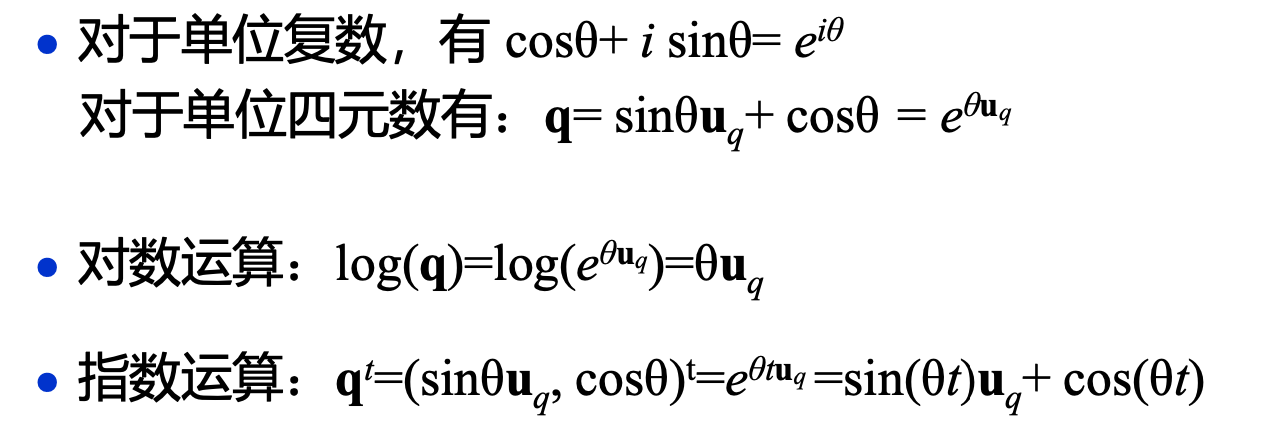 • 对于单位复数，有 cosθ+ i sinθ= e^{iθ}
对于单位四元数有：q= sinθu_q+ cosθ = e^{θu_q}
• 对数运算：log(q)=log(e^{θu_q})=θu_q
• 指数运算：q^t=(sinθu_q, cosθ)^t=e^{θtu_q}=sin(θt)u_q+ cos(θt)